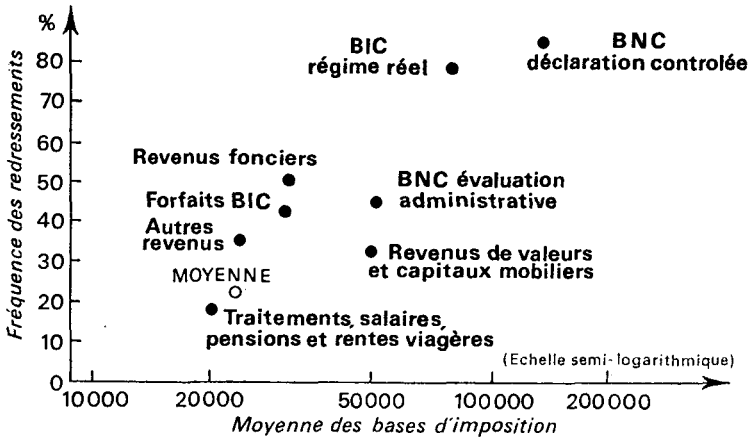 %
Fréquence des redressements
80
70
60
50
40
30
20
10
0
BIC
régime réel
BNC
déclaration controlée
Revenus fonciers
Forfaits BIC
BNC évaluation
administrative
Autres
revenus
Revenus de valeurs
et capitaux mobiliers
MOYENNE
Traitements, salaires,
pensions et rentes viagères
(Echelle semi-logarithmique)
10000 20000 50000 100000 200000
Moyenne des bases d'imposition